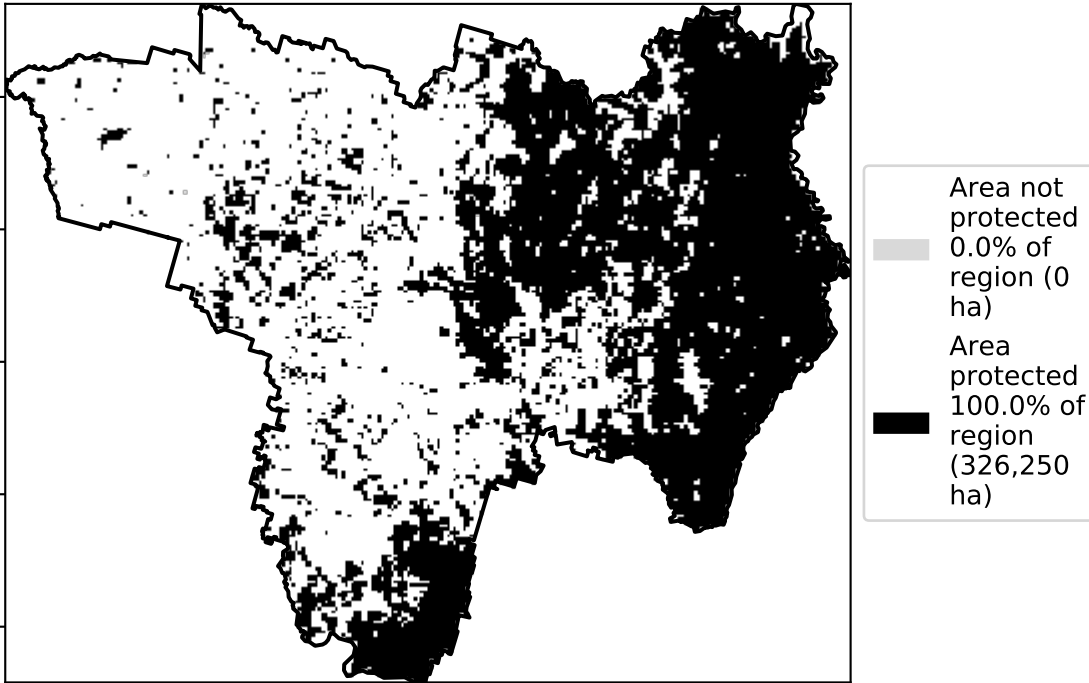 Area not
protected
0.0% of
region (0
ha)
Area
protected
100.0% of
region
(326,250
ha)